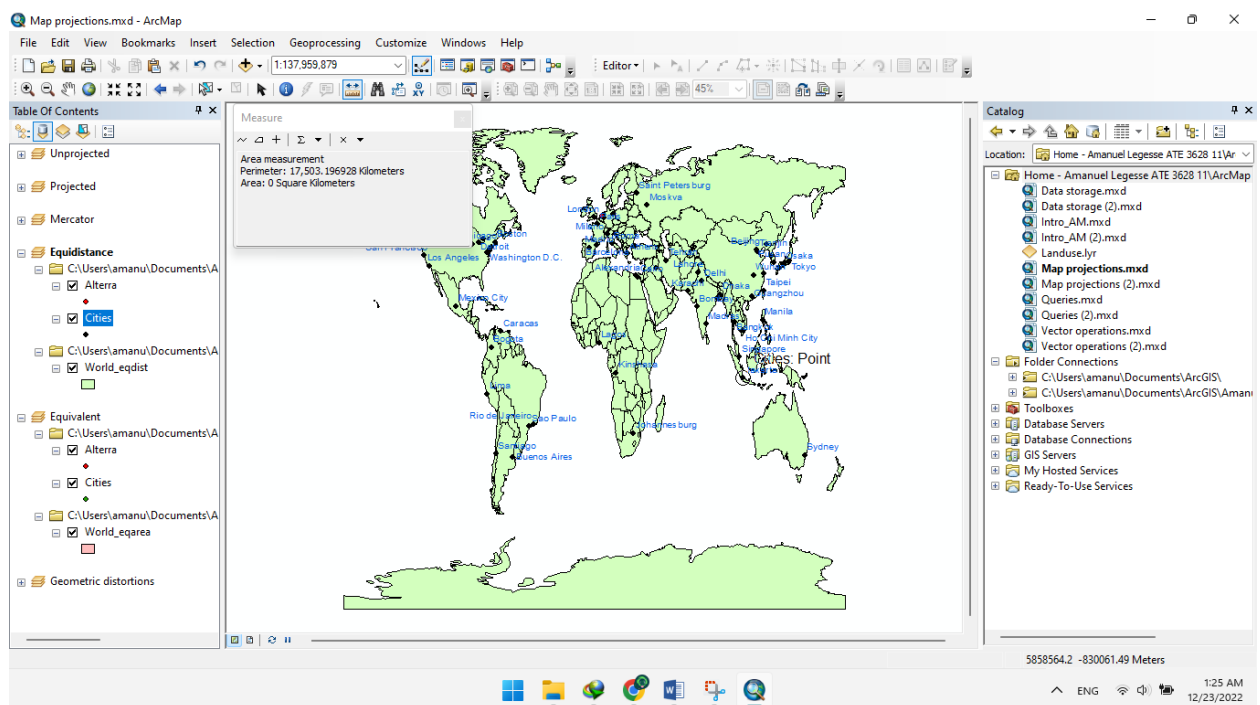 Map projections.mxd - ArcMap
File Edit View Bookmarks Insert Selection Geoprocessing Customize Windows Help
1:137,959,879
Editor
45%
Table Of Contents
Unprojected
Projected
Mercator
Equidistance
C:\Users\amanu\Documents\A
Alterra
Cities
C:\Users\amanu\Documents\A
World_eqdist
Equivalent
C:\Users\amanu\Documents\A
Alterra
Cities
C:\Users\amanu\Documents\A
World_eqarea
Geometric distortions
Measure
Area measurement
Perimeter: 17,503.196928 Kilometers
Area: 0 Square Kilometers
Saint Petersburg
Moskva
Los Angeles
Washington D.C.
Mexico City
Caracas
Bogota
Lima
Rio de Janeiro
Sao Paulo
Santiago
Buenos Aires
Lagos
Kinshasa
Johannesburg
Lahore
Delhi
Karachi
Tokyo
Taipei
Manila
Ho Chi Minh City
Singapore
Sydney
Catalog
Location: Home - Amanuel Legesse ATE 3628 11\Ar
Home - Amanuel Legesse ATE 3628 11\ArcMap
Data storage.mxd
Data storage (2).mxd
Intro_AM.mxd
Intro_AM (2).mxd
Landuse.lyr
Map projections.mxd
Map projections (2).mxd
Queries.mxd
Queries (2).mxd
Vector operations.mxd
Vector operations (2).mxd
Folder Connections
C:\Users\amanu\Documents\ArcGIS\
C:\Users\amanu\Documents\ArcGIS\Amanu
Toolboxes
Database Servers
Database Connections
GIS Servers
My Hosted Services
Ready-To-Use Services
5858564.2 -830061.49 Meters
ENG
1:25 AM
12/23/2022